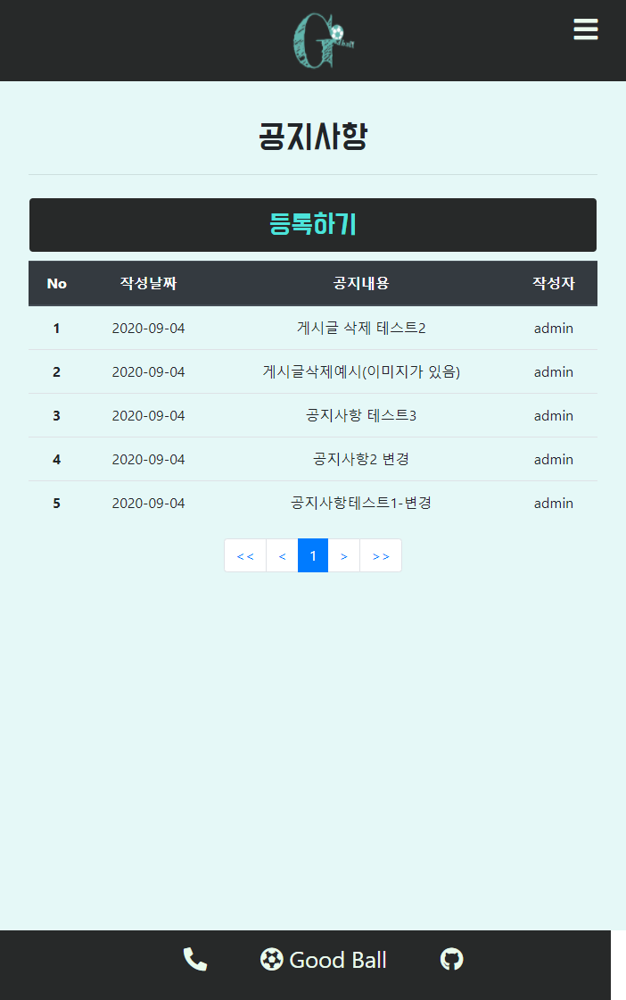 G ball
공지사항
등록하기
No 작성날짜 공지내용 작성자
1 2020-09-04 게시글 삭제 테스트2 admin
2 2020-09-04 게시글삭제예시(이미지가 있음) admin
3 2020-09-04 공지사항 테스트3 admin
4 2020-09-04 공지사항2 변경 admin
5 2020-09-04 공지사항테스트1-변경 admin
<< < 1 > >>
Good Ball